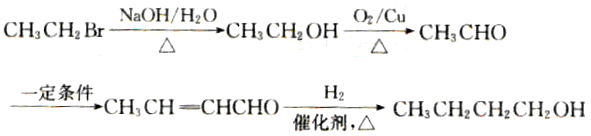 CH₃CH₂Br —NaOH/H₂O/△→ CH₃CH₂OH —O₂/Cu/△→ CH₃CHO
—一定条件→ CH₃CH=CHCHO —H₂/催化剂,△→ CH₃CH₂CH₂CH₂OH